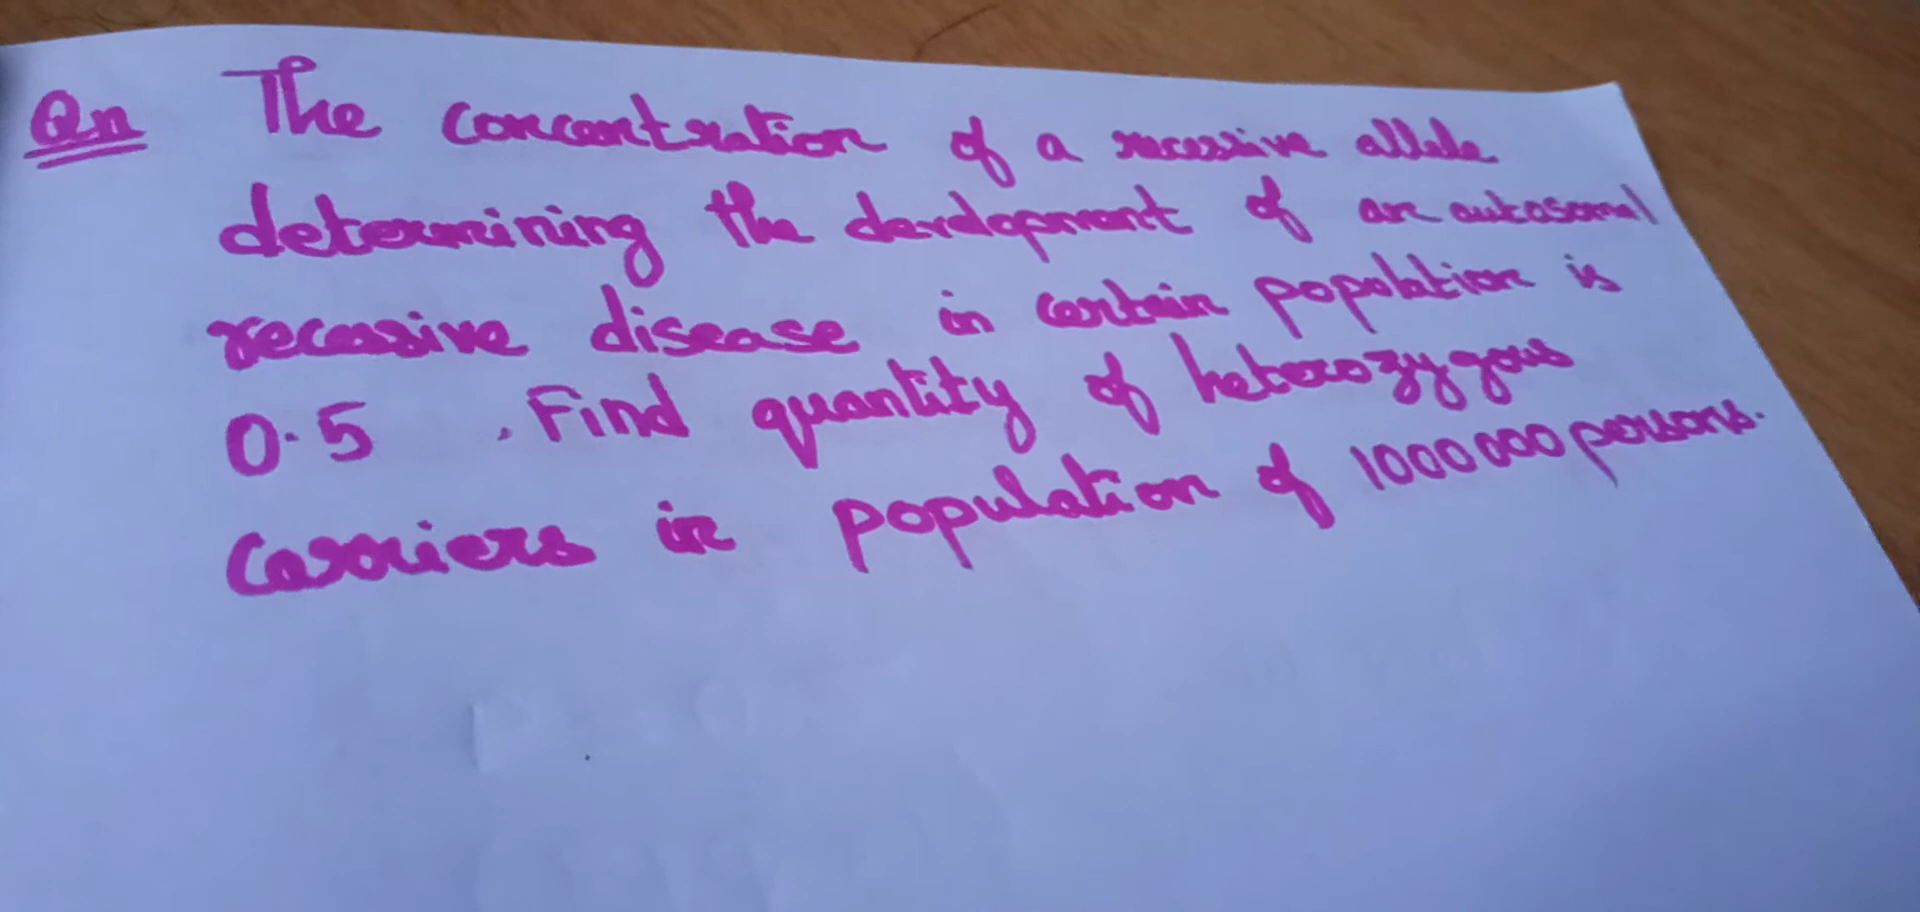 Qn The concentration of a recessive allele
determining the development of an autosomal
recessive disease in certain population is
0.5 . Find quantity of heterozygous
carriers in population of 1000000 persons.